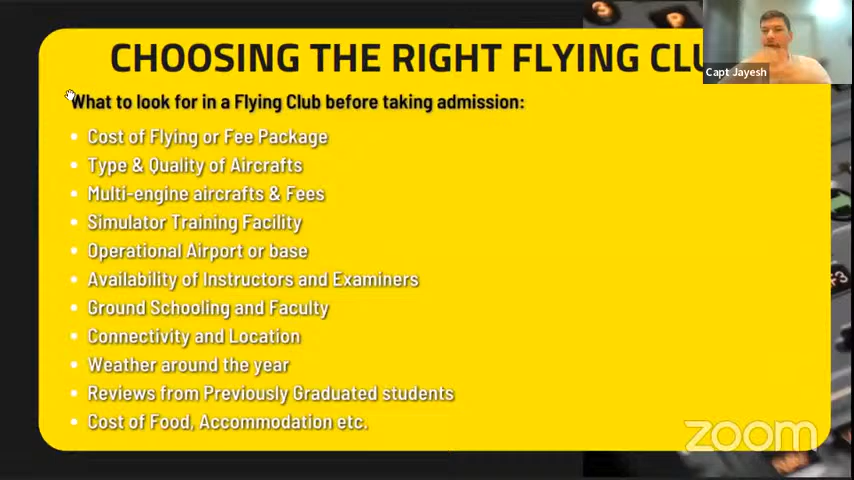 CHOOSING THE RIGHT FLYING CLU
Capt Jayesh
What to look for in a Flying Club before taking admission:
• Cost of Flying or Fee Package
• Type & Quality of Aircrafts
• Multi-engine aircrafts & Fees
• Simulator Training Facility
• Operational Airport or base
• Availability of Instructors and Examiners
• Ground Schooling and Faculty
• Connectivity and Location
• Weather around the year
• Reviews from Previously Graduated students
• Cost of Food, Accommodation etc.
F3
zoom